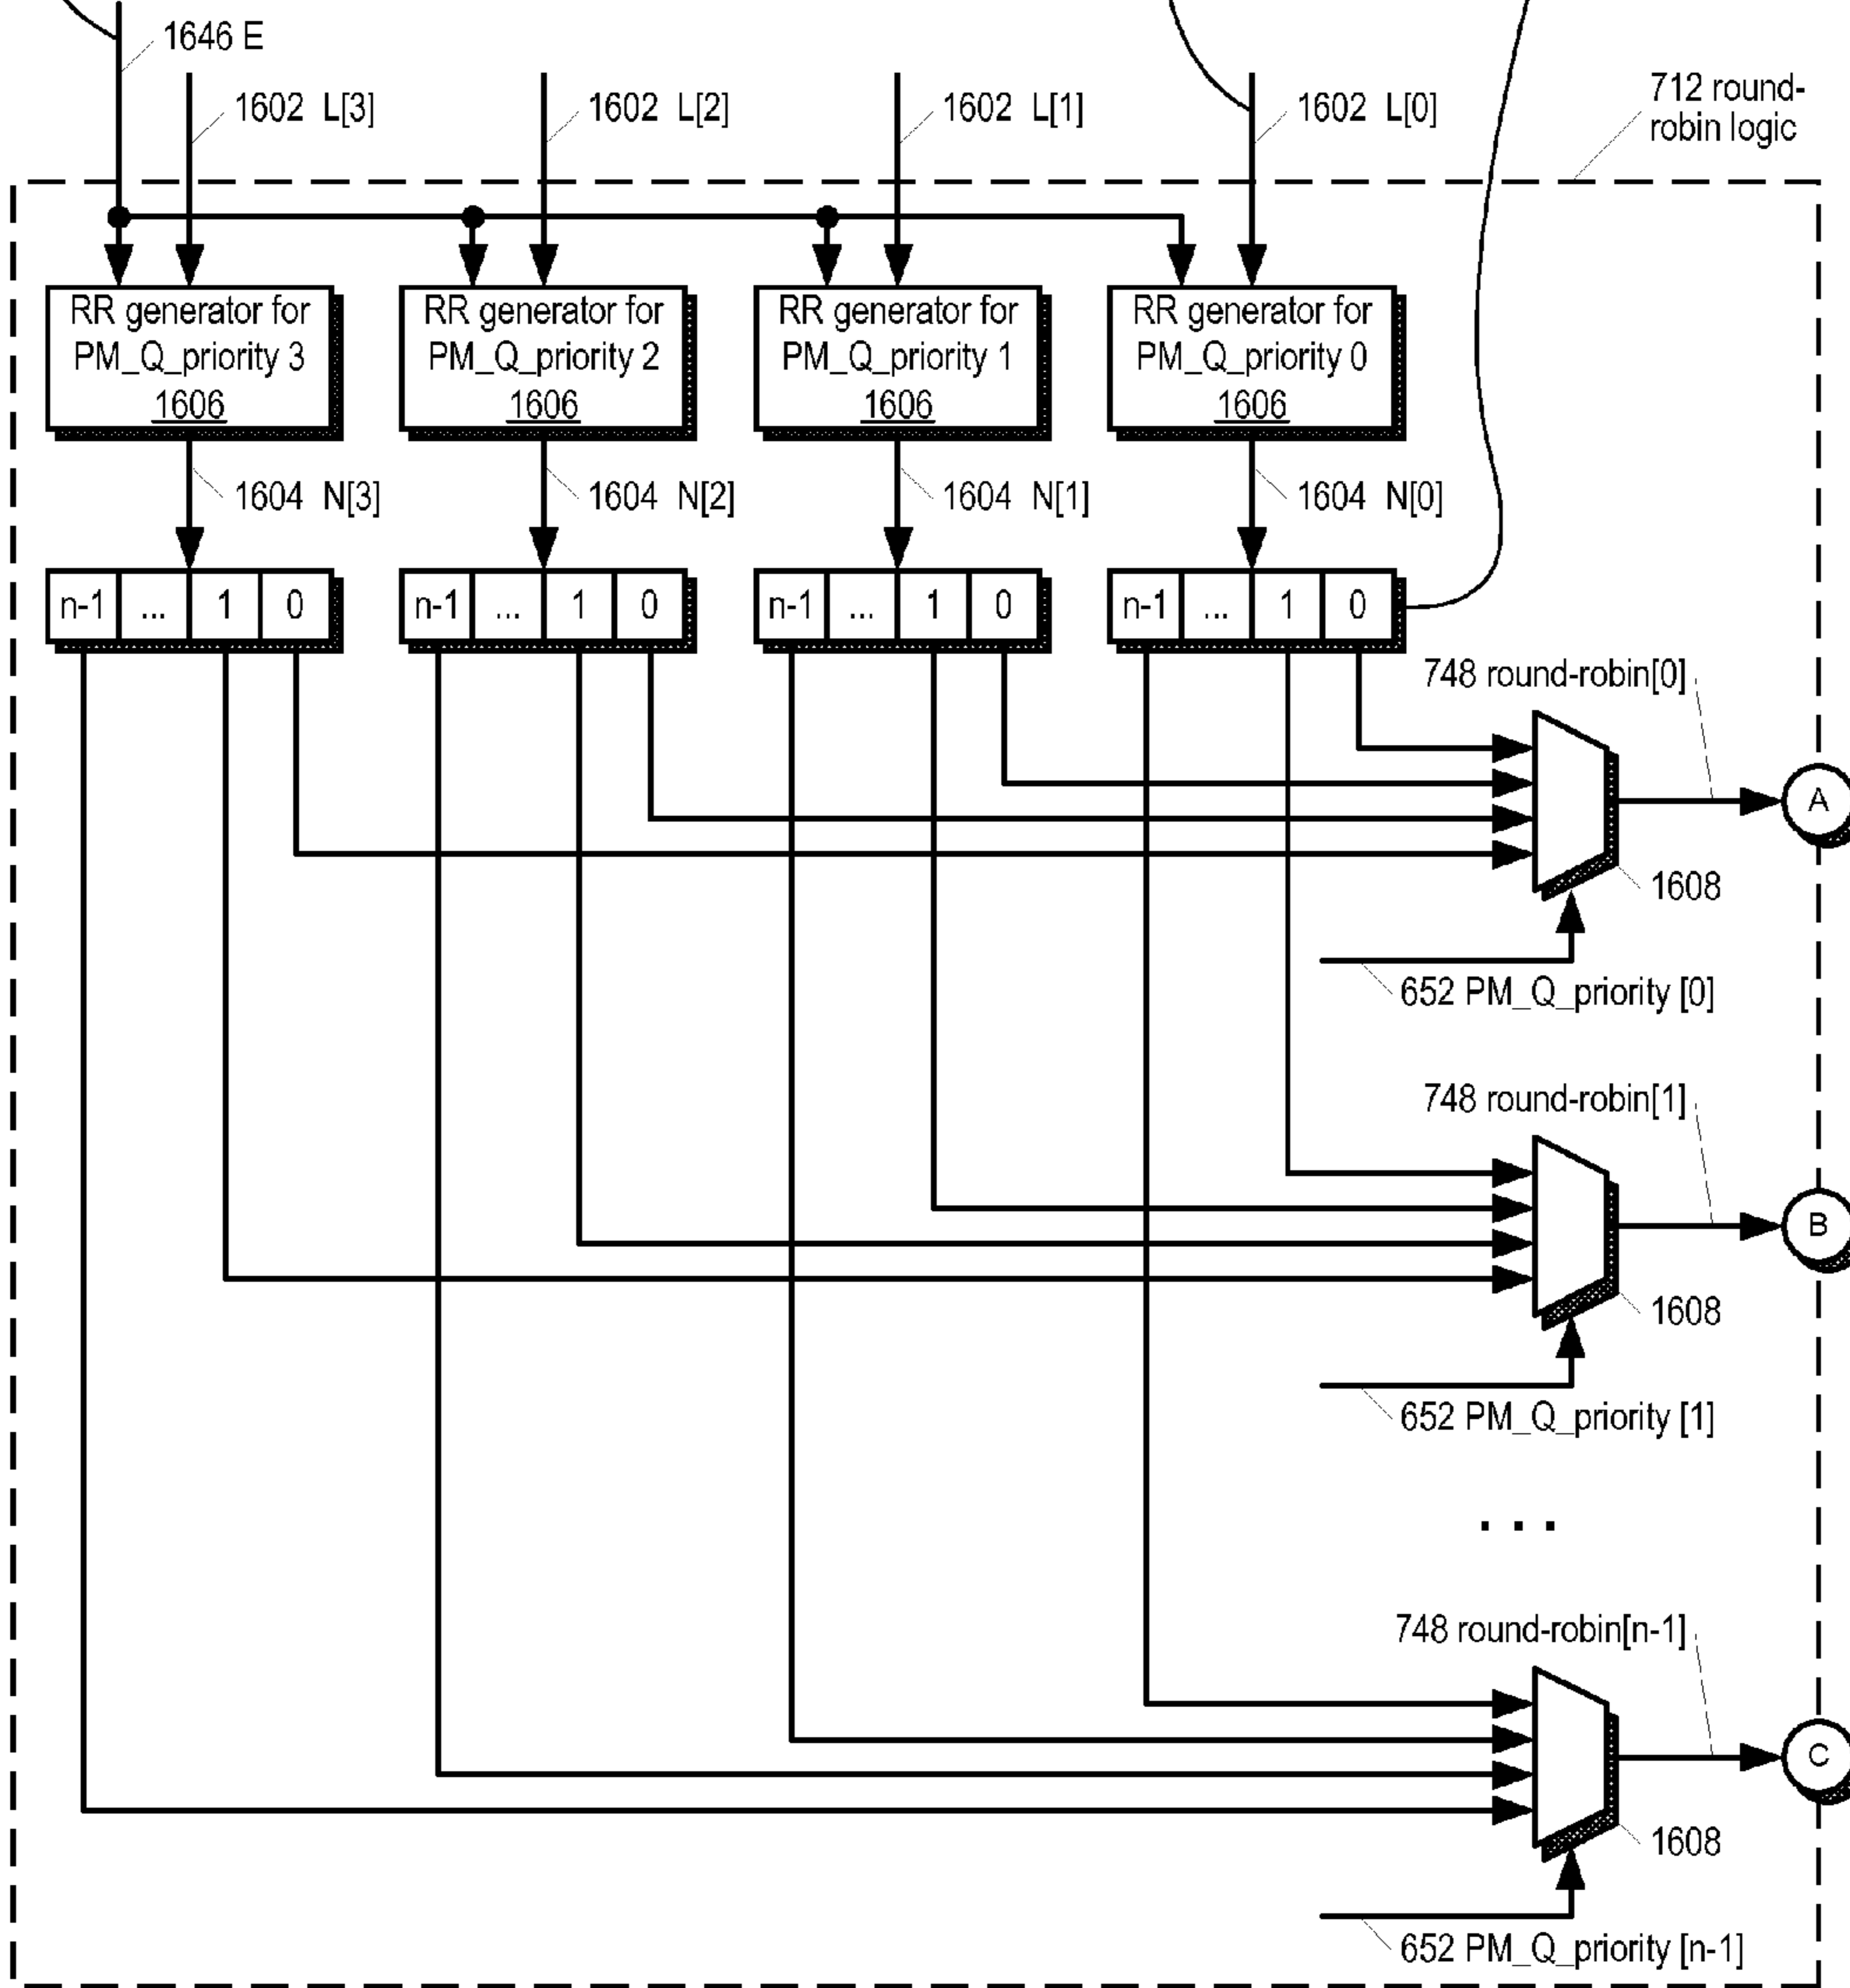 1646 E
1602 L[3]
1602 L[2]
1602 L[1]
1602 L[0]
712 round-
robin logic
RR generator for
PM_Q_priority 3
1606
RR generator for
PM_Q_priority 2
1606
RR generator for
PM_Q_priority 1
1606
RR generator for
PM_Q_priority 0
1606
1604 N[3]
1604 N[2]
1604 N[1]
1604 N[0]
n-1 ... 1 0
n-1 ... 1 0
n-1 ... 1 0
n-1 ... 1 0
748 round-robin[0]
A
1608
652 PM_Q_priority [0]
748 round-robin[1]
B
1608
652 PM_Q_priority [1]
. . .
748 round-robin[n-1]
C
1608
652 PM_Q_priority [n-1]